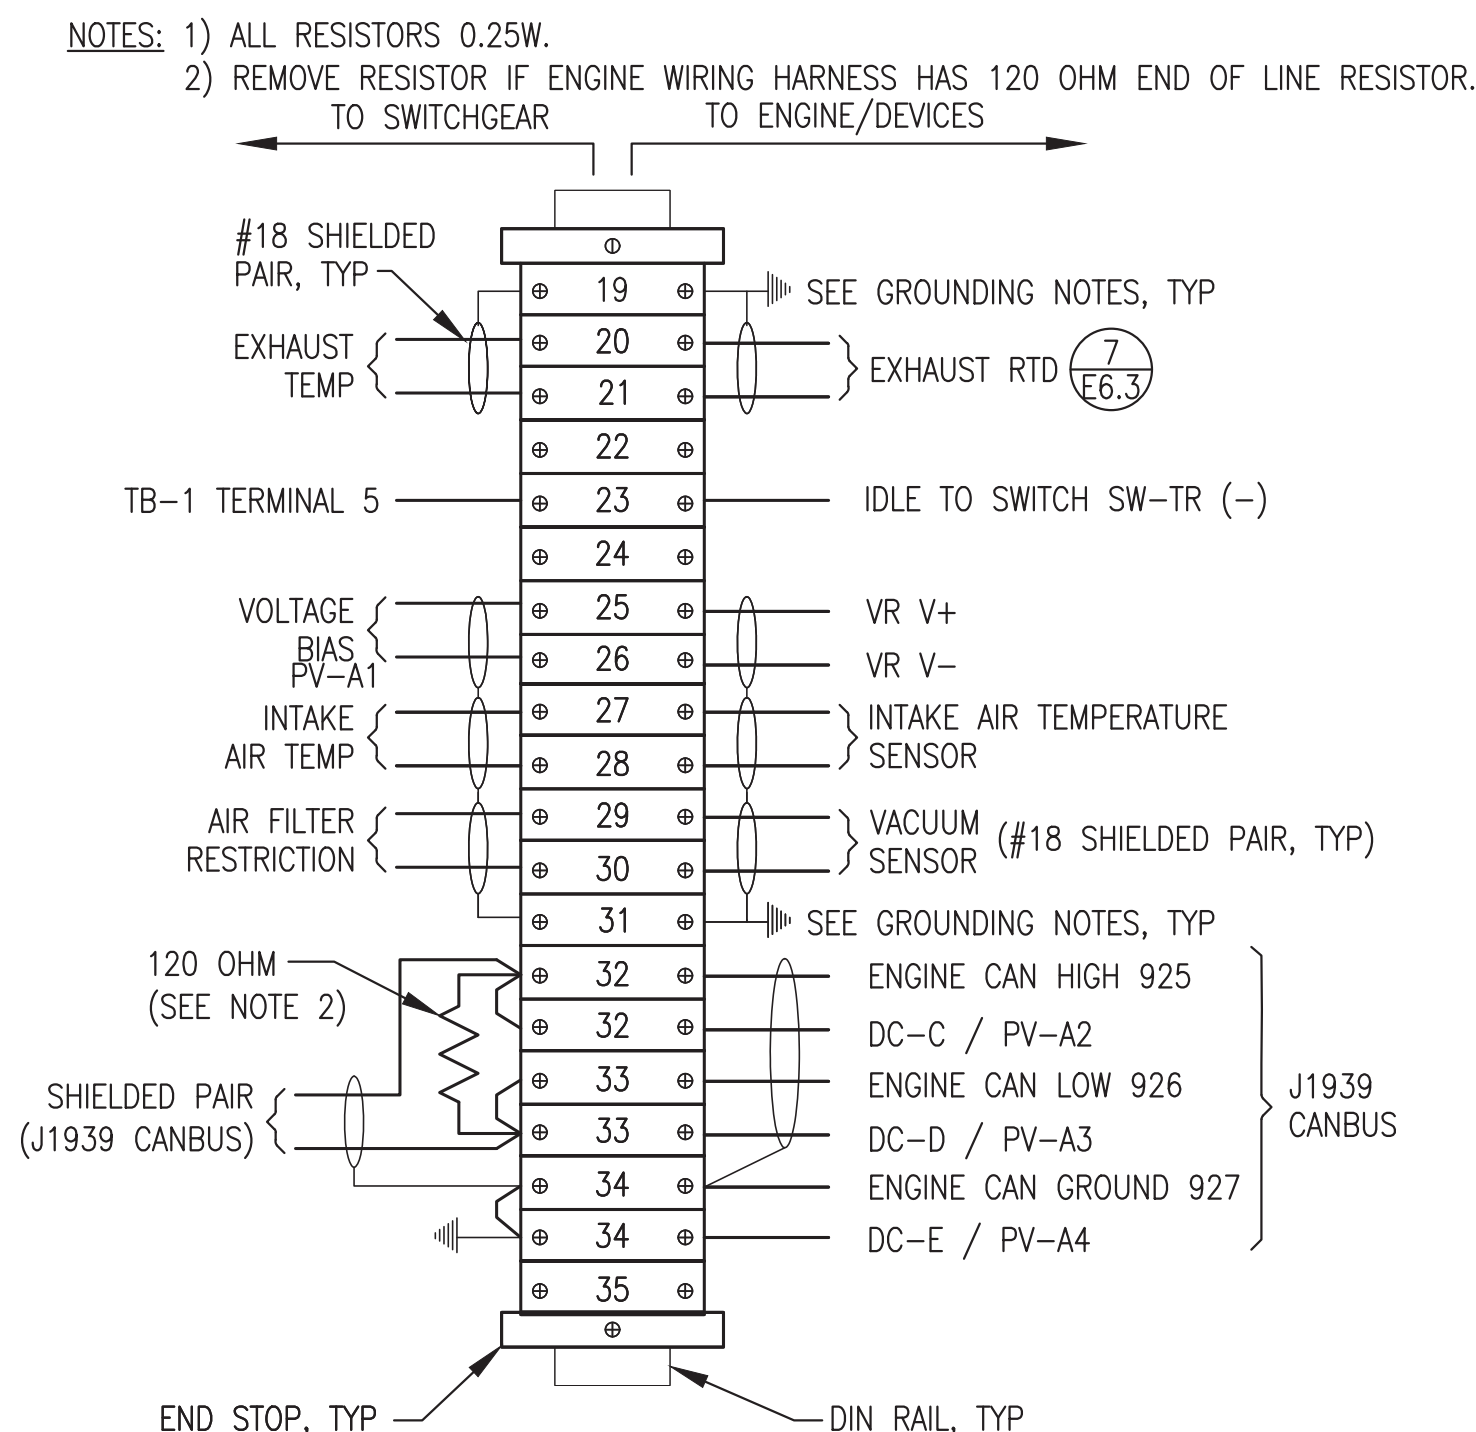 NOTES: 1) ALL RESISTORS 0.25W.
2) REMOVE RESISTOR IF ENGINE WIRING HARNESS HAS 120 OHM END OF LINE RESISTOR.
TO SWITCHGEAR
TO ENGINE/DEVICES
#18 SHIELDED
PAIR, TYP
19
SEE GROUNDING NOTES, TYP
EXHAUST
TEMP
20
21
EXHAUST RTD
7
E6.3
22
TB-1 TERMINAL 5
23
IDLE TO SWITCH SW-TR (-)
24
VOLTAGE
BIAS
PV-A1
25
VR V+
26
VR V-
INTAKE
AIR TEMP
27
28
INTAKE AIR TEMPERATURE
SENSOR
AIR FILTER
RESTRICTION
29
30
VACUUM
SENSOR
(#18 SHIELDED PAIR, TYP)
31
SEE GROUNDING NOTES, TYP
120 OHM
(SEE NOTE 2)
32
ENGINE CAN HIGH 925
32
DC-C / PV-A2
SHIELDED PAIR
(J1939 CANBUS)
33
ENGINE CAN LOW 926
33
DC-D / PV-A3
J1939
CANBUS
34
ENGINE CAN GROUND 927
34
DC-E / PV-A4
35
END STOP, TYP
DIN RAIL, TYP